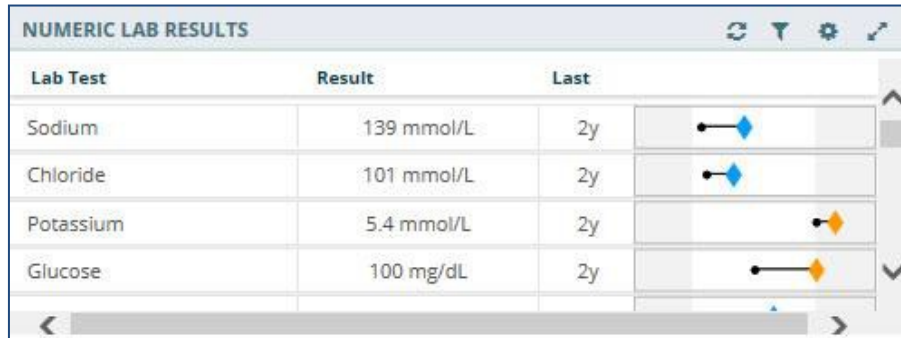 NUMERIC LAB RESULTS
Lab Test Result Last
Sodium 139 mmol/L 2y
Chloride 101 mmol/L 2y
Potassium 5.4 mmol/L 2y
Glucose 100 mg/dL 2y